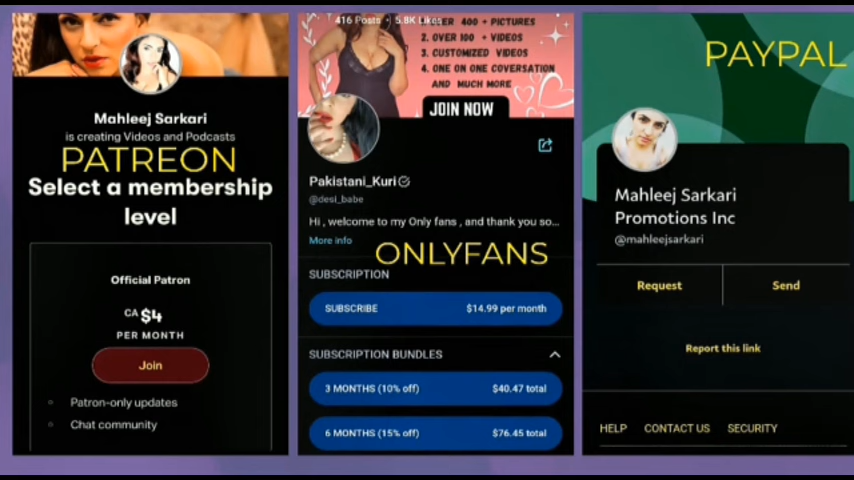 Mahleej Sarkari
is creating Videos and Podcasts
PATREON
Select a membership
level
Official Patron
CA $4
PER MONTH
Join
Patron-only updates
Chat community
416 Posts • 5.8K Likes
OVER 400 + PICTURES
2. OVER 100 + VIDEOS
3. CUSTOMIZED VIDEOS
4. ONE ON ONE COVERSATION
AND MUCH MORE
JOIN NOW
Pakistani_Kuri
@desi_babe
Hi , welcome to my Only fans , and thank you so...
More info
ONLYFANS
SUBSCRIPTION
SUBSCRIBE $14.99 per month
SUBSCRIPTION BUNDLES
3 MONTHS (10% off) $40.47 total
6 MONTHS (15% off) $76.45 total
PAYPAL
Mahleej Sarkari
Promotions Inc
@mahleejsarkari
Request Send
Report this link
HELP CONTACT US SECURITY